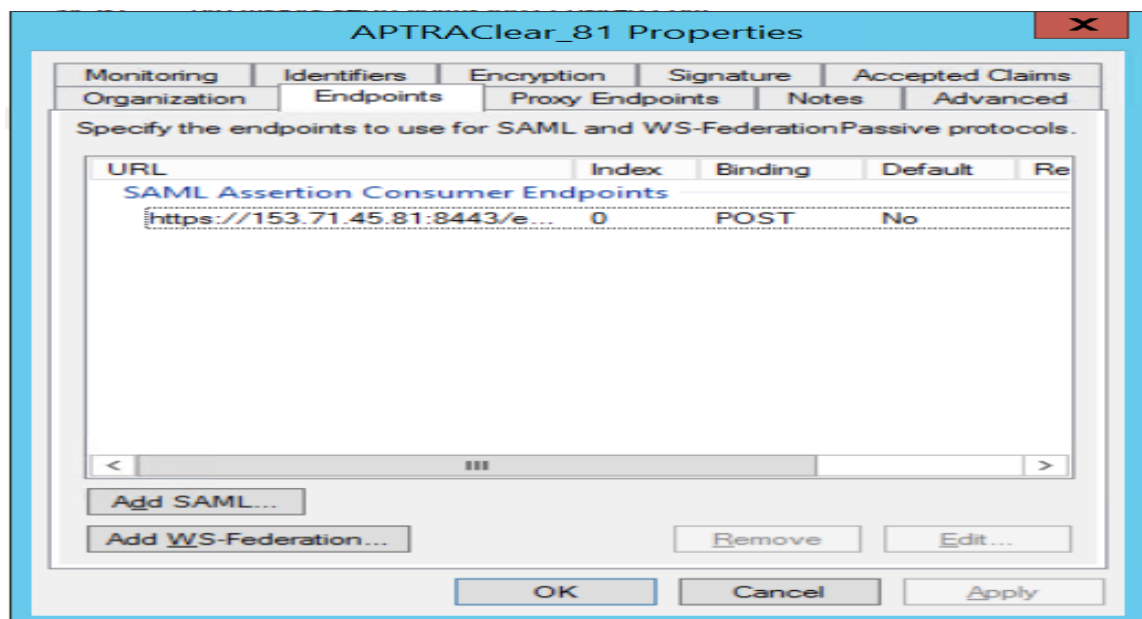 APTRAClear_81 Properties
x
Monitoring Identifiers Encryption Signature Accepted Claims
Organization Endpoints Proxy Endpoints Notes Advanced
Specify the endpoints to use for SAML and WS-FederationPassive protocols.
URL Index Binding Default Re
SAML Assertion Consumer Endpoints
https://153.71.45.81:8443/e... 0 POST No
Add SAML...
Add WS-Federation... Remove Edit...
OK Cancel Apply